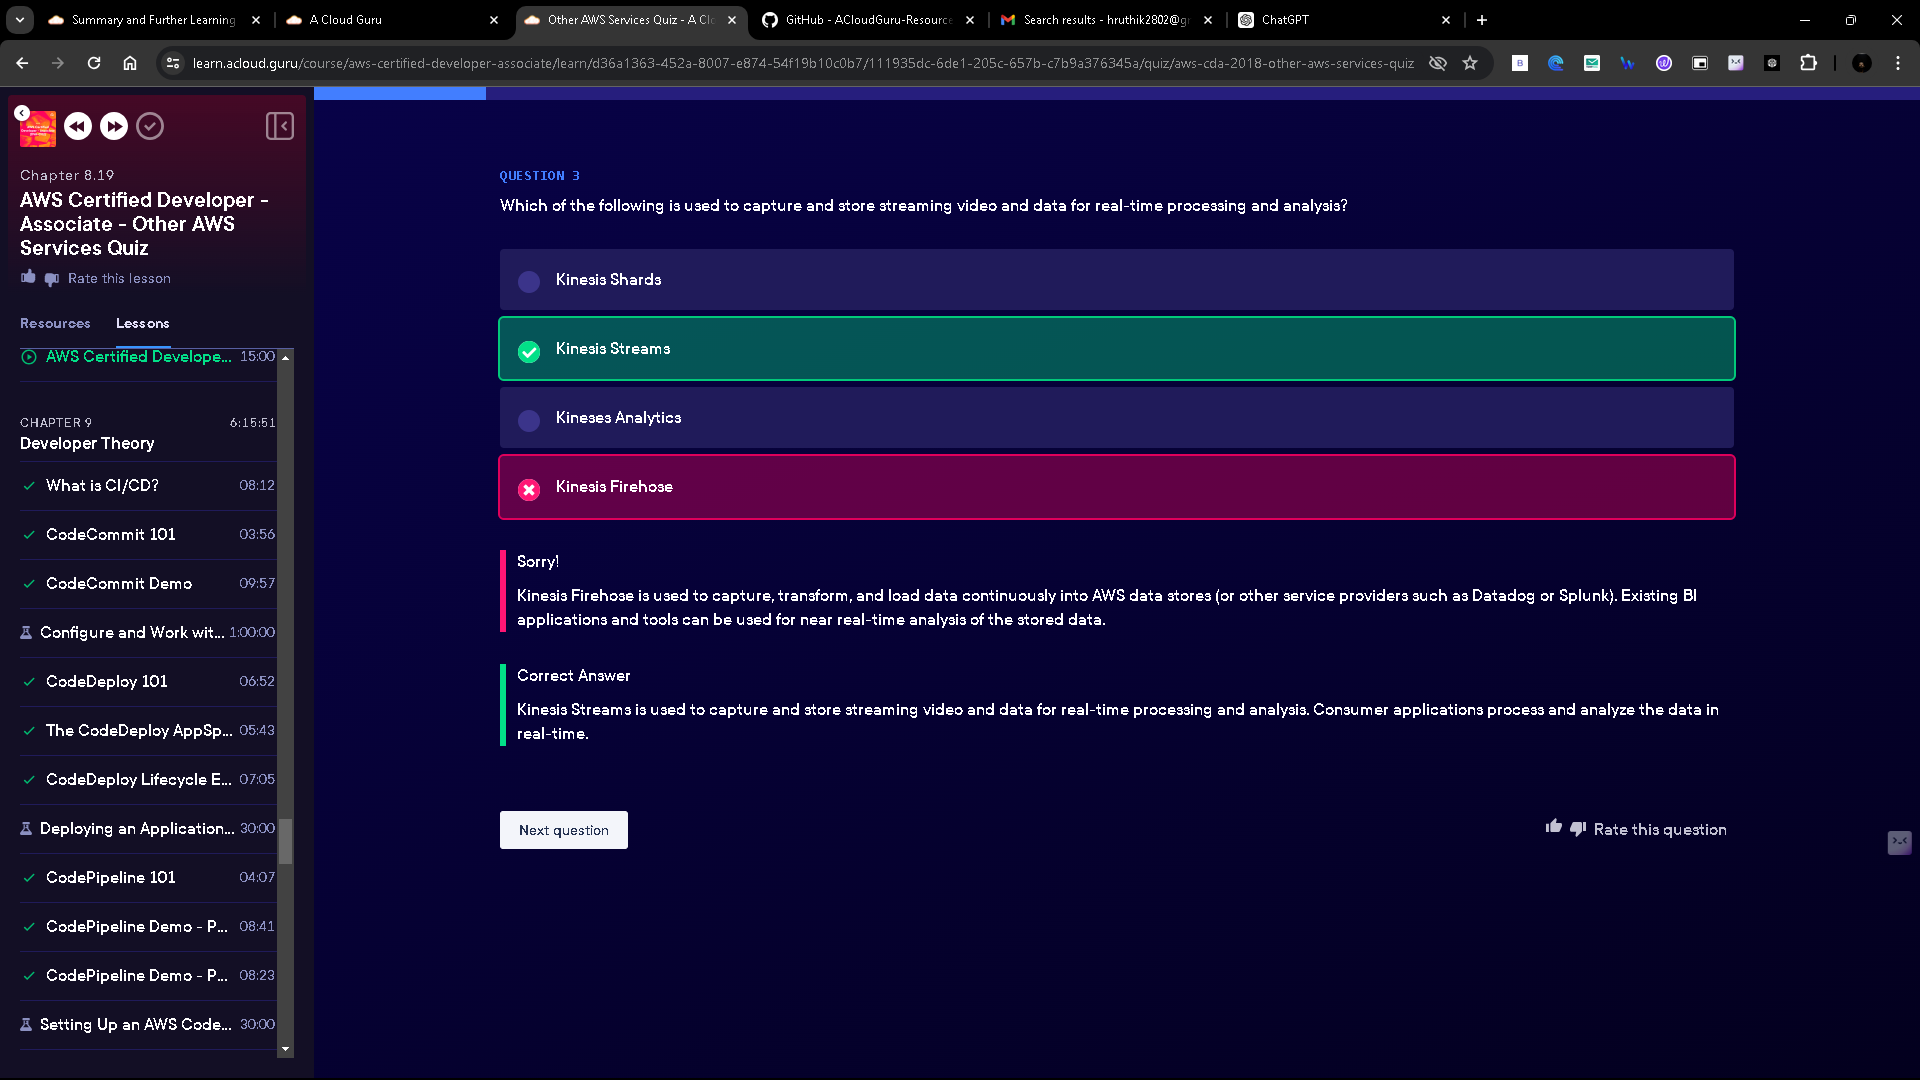 Summary and Further Learning
A Cloud Guru
Other AWS Services Quiz - A Clo
GitHub - ACloudGuru-Resource
Search results - hruthik2802@gr
ChatGPT
learn.acloud.guru/course/aws-certified-developer-associate/learn/d36a1363-452a-8007-e874-54f19b10c0b7/111935dc-6de1-205c-657b-c7b9a376345a/quiz/aws-cda-2018-other-aws-services-quiz
Chapter 8.19
AWS Certified Developer -
Associate - Other AWS
Services Quiz
Rate this lesson
Resources
Lessons
AWS Certified Develope... 15:00
CHAPTER 9 6:15:51
Developer Theory
What is CI/CD? 08:12
CodeCommit 101 03:56
CodeCommit Demo 09:57
Configure and Work wit... 1:00:00
CodeDeploy 101 06:52
The CodeDeploy AppSp... 05:43
CodeDeploy Lifecycle E... 07:05
Deploying an Application... 30:00
CodePipeline 101 04:07
CodePipeline Demo - P... 08:41
CodePipeline Demo - P... 08:23
Setting Up an AWS Code... 30:00
QUESTION 3
Which of the following is used to capture and store streaming video and data for real-time processing and analysis?
Kinesis Shards
Kinesis Streams
Kineses Analytics
Kinesis Firehose
Sorry!
Kinesis Firehose is used to capture, transform, and load data continuously into AWS data stores (or other service providers such as Datadog or Splunk). Existing BI
applications and tools can be used for near real-time analysis of the stored data.
Correct Answer
Kinesis Streams is used to capture and store streaming video and data for real-time processing and analysis. Consumer applications process and analyze the data in
real-time.
Next question
Rate this question